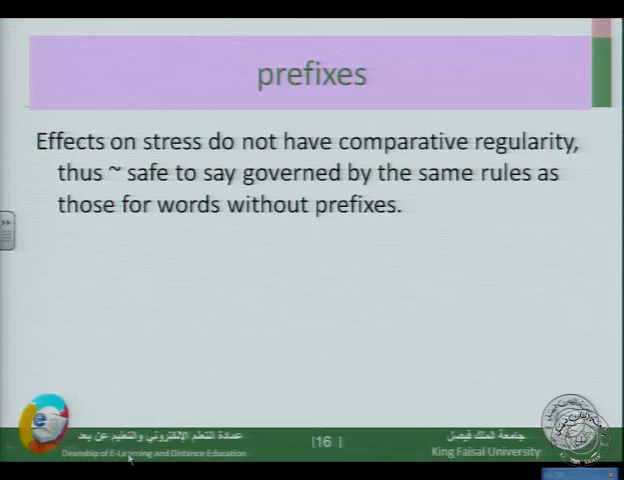 prefixes
Effects on stress do not have comparative regularity,
thus ~ safe to say governed by the same rules as
those for words without prefixes.
عمادة التعلم الإلكتروني والتعليم عن بعد
Deanship of E-Learning and Distance Education
[16 ]
جامعة الملك فيصل
King Faisal University